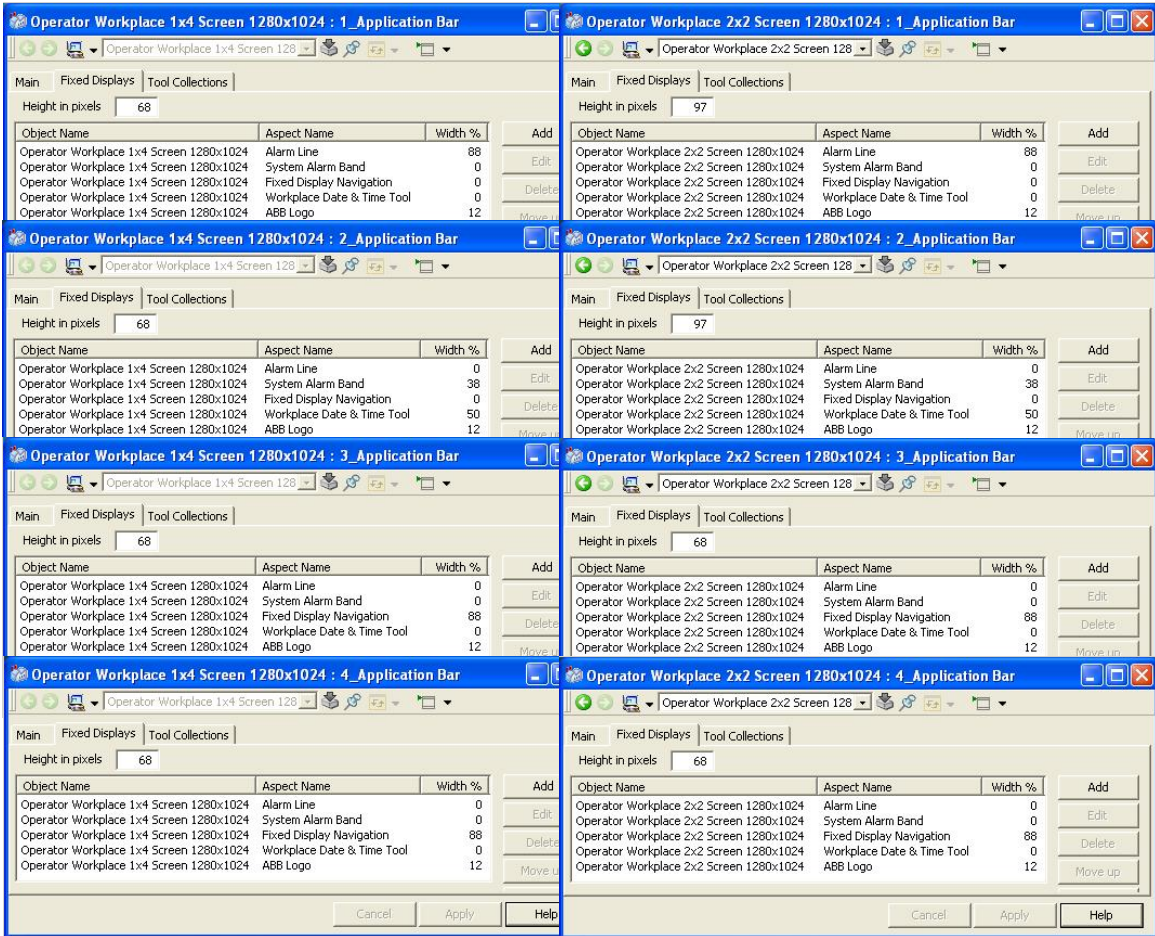 Operator Workplace 1x4 Screen 1280x1024 : 1_Application Bar
Operator Workplace 1x4 Screen 128
Main Fixed Displays Tool Collections
Height in pixels 68
Object Name Aspect Name Width % Add
Operator Workplace 1x4 Screen 1280x1024 Alarm Line 88
Operator Workplace 1x4 Screen 1280x1024 System Alarm Band 0
Edit
Operator Workplace 1x4 Screen 1280x1024 Fixed Display Navigation 0
Operator Workplace 1x4 Screen 1280x1024 Workplace Date & Time Tool 0
Delete
Operator Workplace 1x4 Screen 1280x1024 ABB Logo 12
Move up
Operator Workplace 2x2 Screen 1280x1024 : 1_Application Bar
Operator Workplace 2x2 Screen 128
Main Fixed Displays Tool Collections
Height in pixels 97
Object Name Aspect Name Width % Add
Operator Workplace 2x2 Screen 1280x1024 Alarm Line 88
Operator Workplace 2x2 Screen 1280x1024 System Alarm Band 0
Edit
Operator Workplace 2x2 Screen 1280x1024 Fixed Display Navigation 0
Operator Workplace 2x2 Screen 1280x1024 Workplace Date & Time Tool 0
Delete
Operator Workplace 2x2 Screen 1280x1024 ABB Logo 12
Move up
Operator Workplace 1x4 Screen 1280x1024 : 2_Application Bar
Operator Workplace 1x4 Screen 128
Main Fixed Displays Tool Collections
Height in pixels 68
Object Name Aspect Name Width % Add
Operator Workplace 1x4 Screen 1280x1024 Alarm Line 0
Operator Workplace 1x4 Screen 1280x1024 System Alarm Band 38
Edit
Operator Workplace 1x4 Screen 1280x1024 Fixed Display Navigation 0
Operator Workplace 1x4 Screen 1280x1024 Workplace Date & Time Tool 50
Delete
Operator Workplace 1x4 Screen 1280x1024 ABB Logo 12
Move up
Operator Workplace 2x2 Screen 1280x1024 : 2_Application Bar
Operator Workplace 2x2 Screen 128
Main Fixed Displays Tool Collections
Height in pixels 97
Object Name Aspect Name Width % Add
Operator Workplace 2x2 Screen 1280x1024 Alarm Line 0
Operator Workplace 2x2 Screen 1280x1024 System Alarm Band 38
Edit
Operator Workplace 2x2 Screen 1280x1024 Fixed Display Navigation 0
Operator Workplace 2x2 Screen 1280x1024 Workplace Date & Time Tool 50
Delete
Operator Workplace 2x2 Screen 1280x1024 ABB Logo 12
Move up
Operator Workplace 1x4 Screen 1280x1024 : 3_Application Bar
Operator Workplace 1x4 Screen 128
Main Fixed Displays Tool Collections
Height in pixels 68
Object Name Aspect Name Width % Add
Operator Workplace 1x4 Screen 1280x1024 Alarm Line 0
Operator Workplace 1x4 Screen 1280x1024 System Alarm Band 0
Edit
Operator Workplace 1x4 Screen 1280x1024 Fixed Display Navigation 88
Operator Workplace 1x4 Screen 1280x1024 Workplace Date & Time Tool 0
Delete
Operator Workplace 1x4 Screen 1280x1024 ABB Logo 12
Move up
Operator Workplace 2x2 Screen 1280x1024 : 3_Application Bar
Operator Workplace 2x2 Screen 128
Main Fixed Displays Tool Collections
Height in pixels 68
Object Name Aspect Name Width % Add
Operator Workplace 2x2 Screen 1280x1024 Alarm Line 0
Operator Workplace 2x2 Screen 1280x1024 System Alarm Band 0
Edit
Operator Workplace 2x2 Screen 1280x1024 Fixed Display Navigation 88
Operator Workplace 2x2 Screen 1280x1024 Workplace Date & Time Tool 0
Delete
Operator Workplace 2x2 Screen 1280x1024 ABB Logo 12
Move up
Operator Workplace 1x4 Screen 1280x1024 : 4_Application Bar
Operator Workplace 1x4 Screen 128
Main Fixed Displays Tool Collections
Height in pixels 68
Object Name Aspect Name Width % Add
Operator Workplace 1x4 Screen 1280x1024 Alarm Line 0
Operator Workplace 1x4 Screen 1280x1024 System Alarm Band 0
Edit
Operator Workplace 1x4 Screen 1280x1024 Fixed Display Navigation 88
Operator Workplace 1x4 Screen 1280x1024 Workplace Date & Time Tool 0
Delete
Operator Workplace 1x4 Screen 1280x1024 ABB Logo 12
Move u
Cancel Apply Help
Operator Workplace 2x2 Screen 1280x1024 : 4_Application Bar
Operator Workplace 2x2 Screen 128
Main Fixed Displays Tool Collections
Height in pixels 68
Object Name Aspect Name Width % Add
Operator Workplace 2x2 Screen 1280x1024 Alarm Line 0
Operator Workplace 2x2 Screen 1280x1024 System Alarm Band 0
Edit
Operator Workplace 2x2 Screen 1280x1024 Fixed Display Navigation 88
Operator Workplace 2x2 Screen 1280x1024 Workplace Date & Time Tool 0
Delete
Operator Workplace 2x2 Screen 1280x1024 ABB Logo 12
Move up
Cancel Apply Help